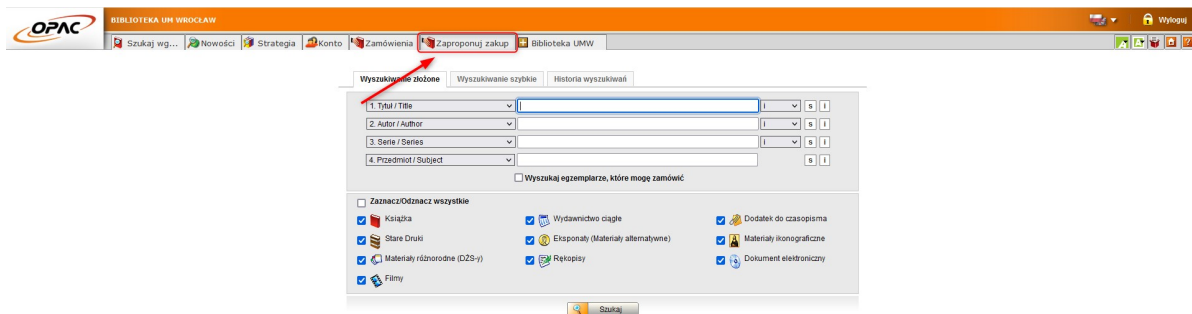 OPAC
BIBLIOTEKA UM WROCŁAW
Wyloguj
Szukaj wg... Nowości Strategia Konto Zamówienia Zaproponuj zakup Biblioteka UMW
Wyszukiwanie złożone Wyszukiwanie szybkie Historia wyszukiwań
1. Tytuł / Title i s i
2. Autor / Author i s i
3. Serie / Series i s i
4. Przedmiot / Subject s i
Wyszukaj egzemplarze, które mogę zamówić
Zaznacz/Odznacz wszystkie
Książka Wydawnictwo ciągłe Dodatek do czasopisma
Stare Druki Eksponaty (Materiały alternatywne) Materiały ikonograficzne
Materiały różnorodne (DŻS-y) Rękopisy Dokument elektroniczny
Filmy
Szukaj